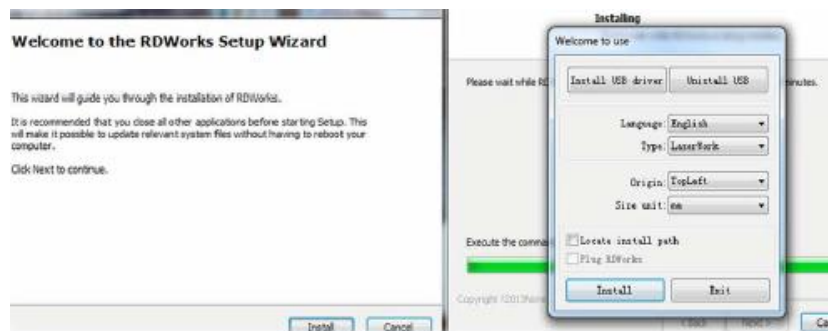 Welcome to the RDWorks Setup Wizard
This wizard will guide you through the installation of RDWorks.
It is recommended that you close all other applications before starting Setup. This
will make it possible to update relevant system files without having to reboot your
computer.
Click Next to continue.
Install Cancel
Installing
Welcome to use
Please wait while RD
minutes.
Install USB driver Unistall USB
Language: English
Type: LaserWork
Origin: TopLeft
Size unit: mm
Execute the comma
Locate install path
Plug RDWorks
Install Exit
< Back Next > Ca